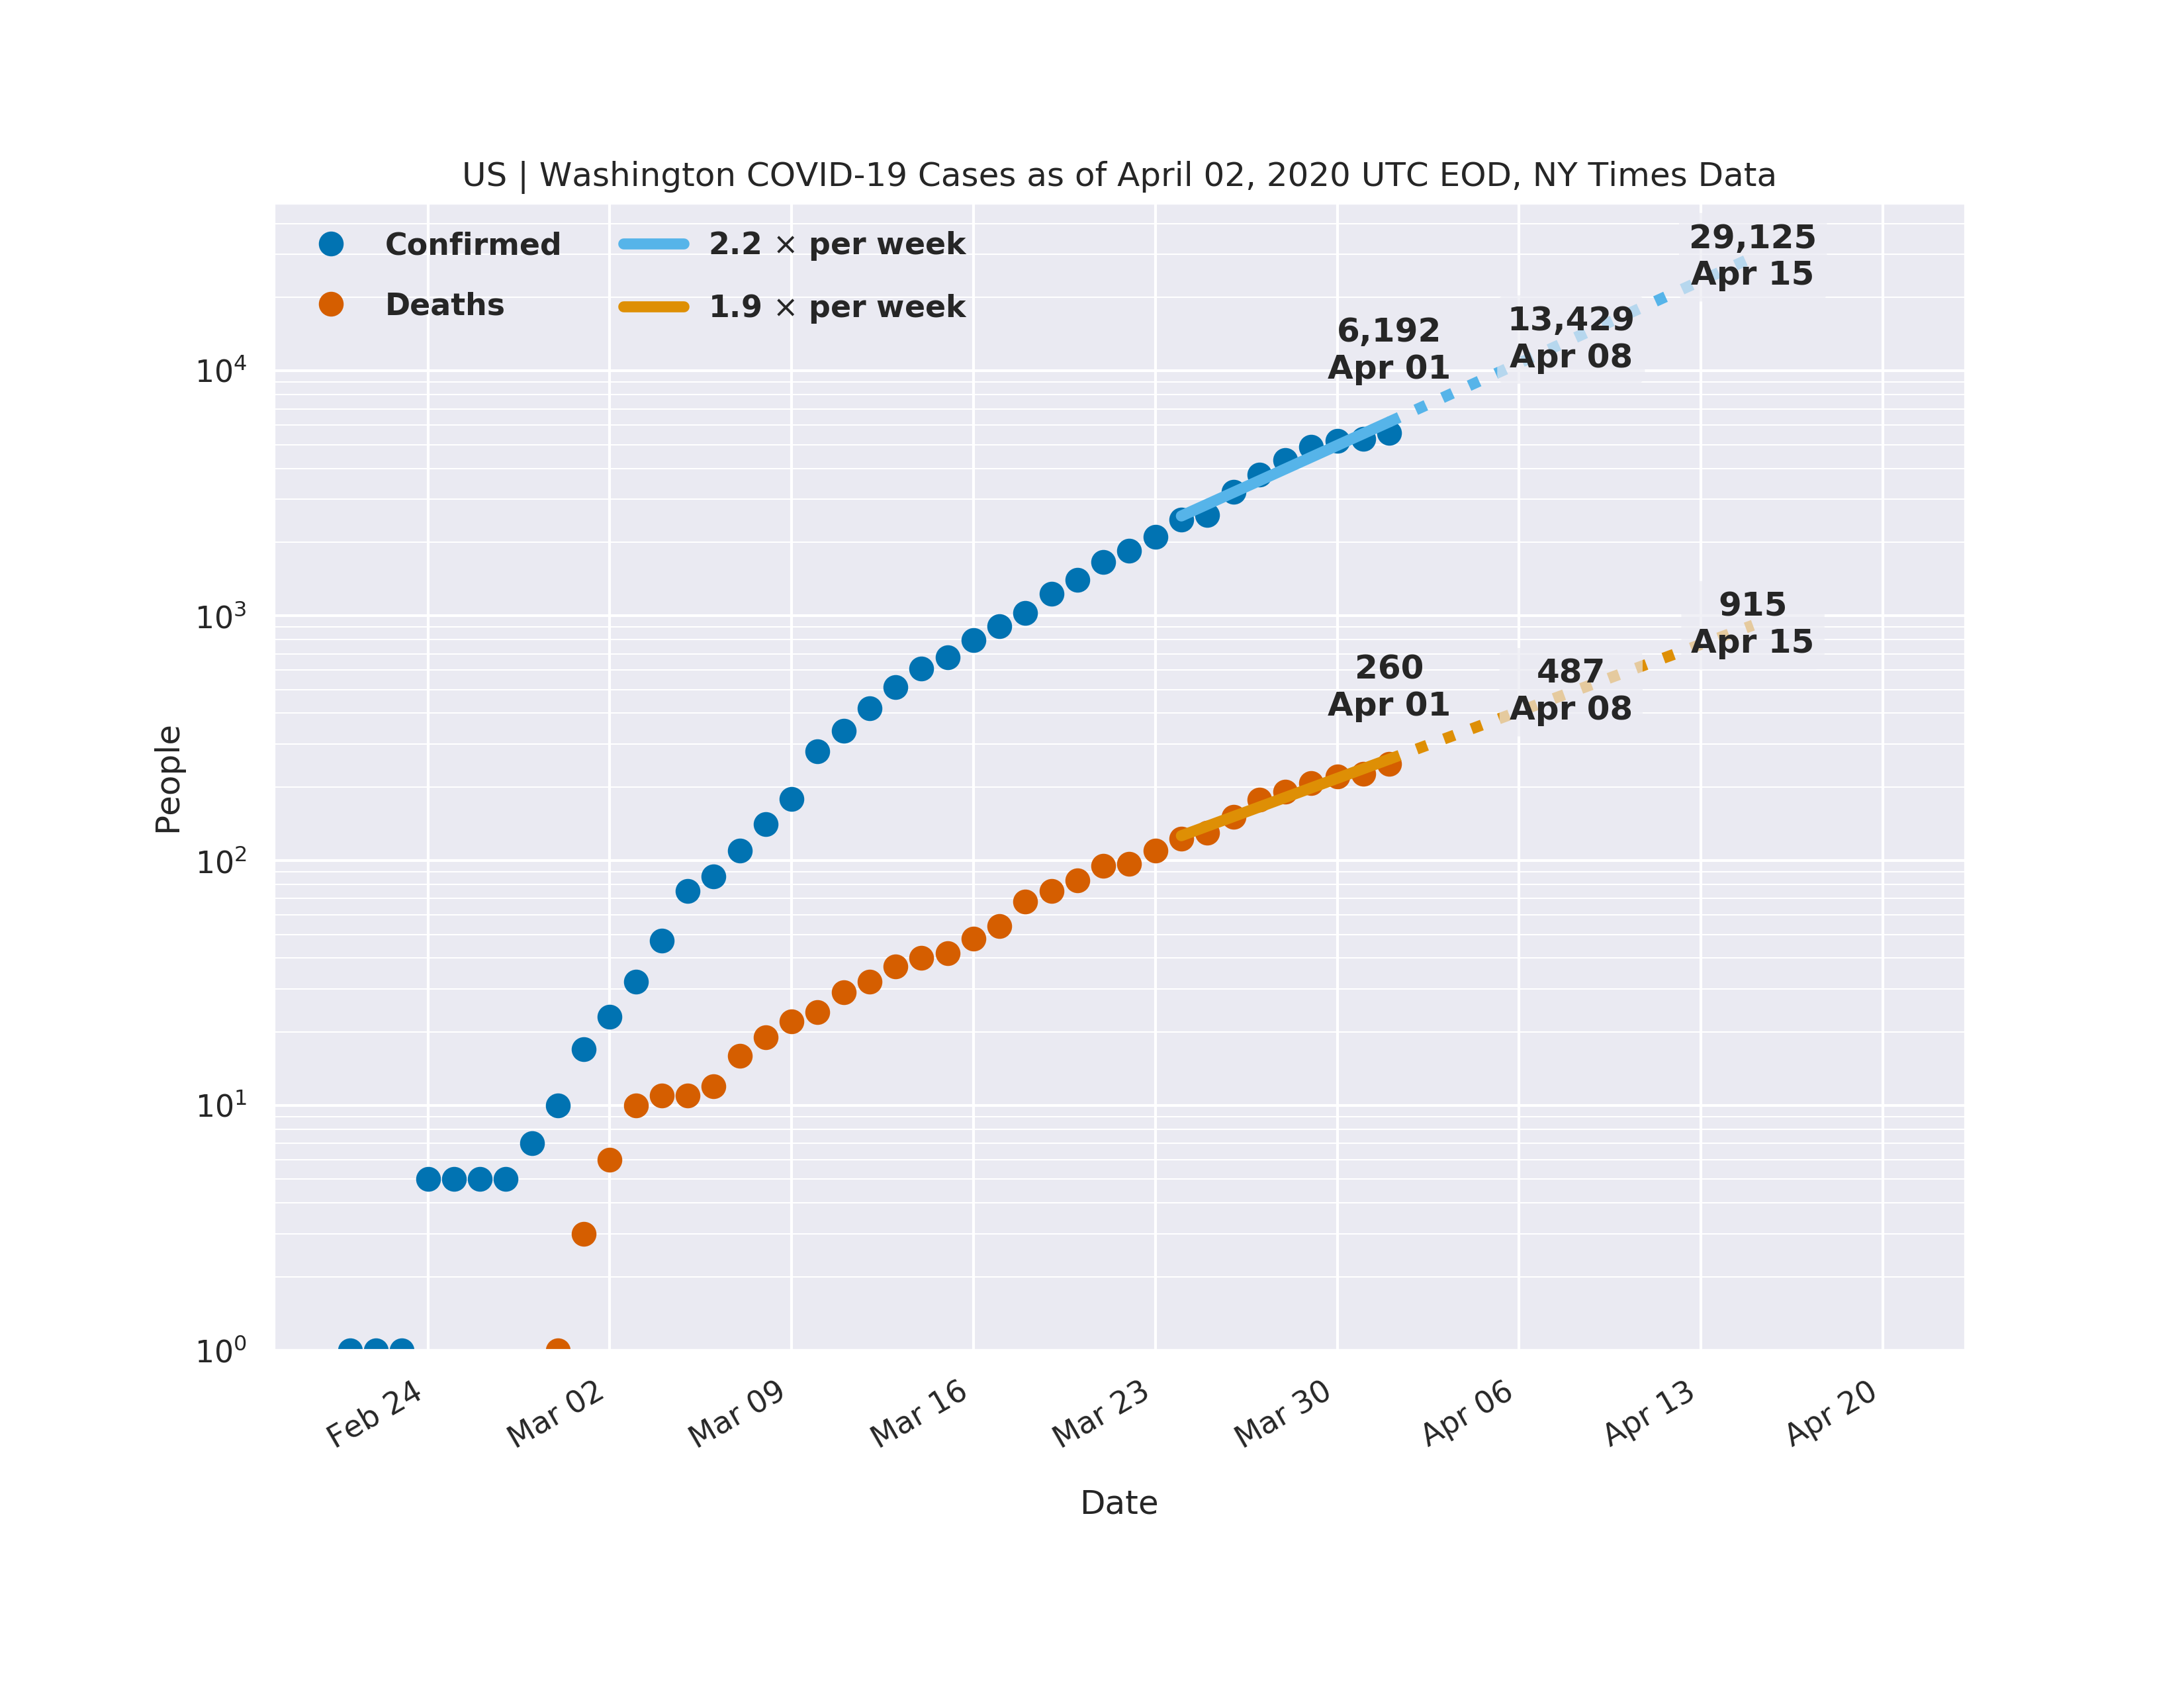 US | Washington COVID-19 Cases as of April 02, 2020 UTC EOD, NY Times Data
Confirmed
Deaths
2.2 × per week
1.9 × per week
29,125
Apr 15
13,429
Apr 08
6,192
Apr 01
915
Apr 15
487
Apr 08
260
Apr 01
People
10⁴
10³
10²
10¹
10⁰
Feb 24
Mar 02
Mar 09
Mar 16
Mar 23
Mar 30
Apr 06
Apr 13
Apr 20
Date